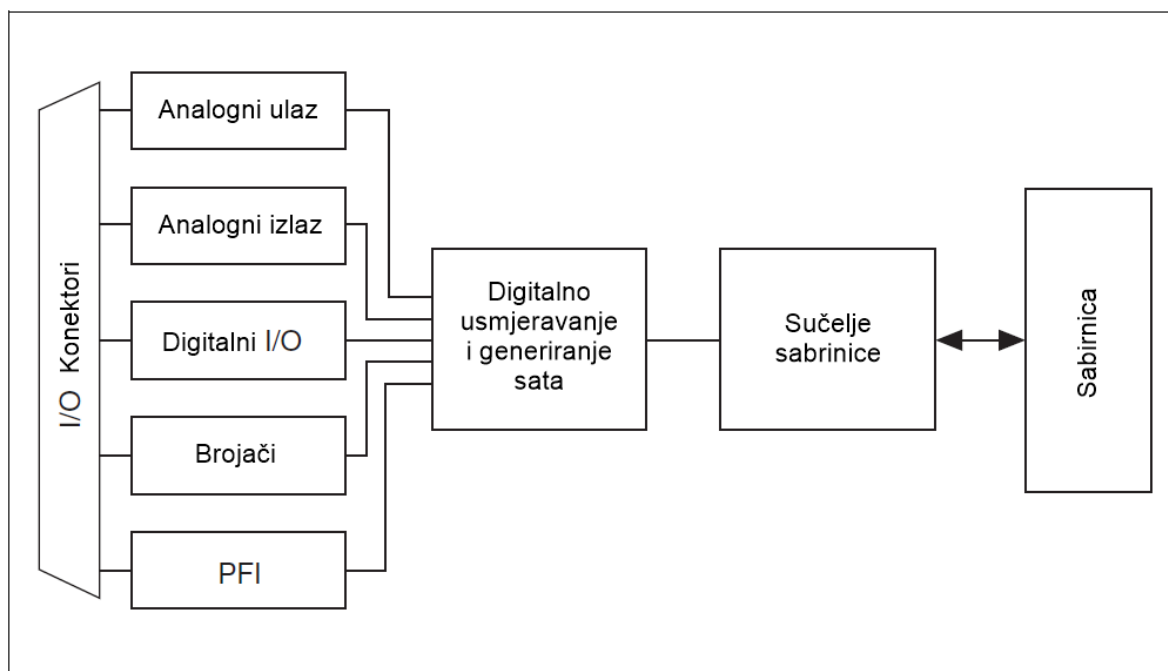 I/O Konektori
Analogni ulaz
Analogni izlaz
Digitalni I/O
Brojači
PFI
Digitalno
usmjeravanje
i generiranje
sata
Sučelje
sabrinice
Sabirnica